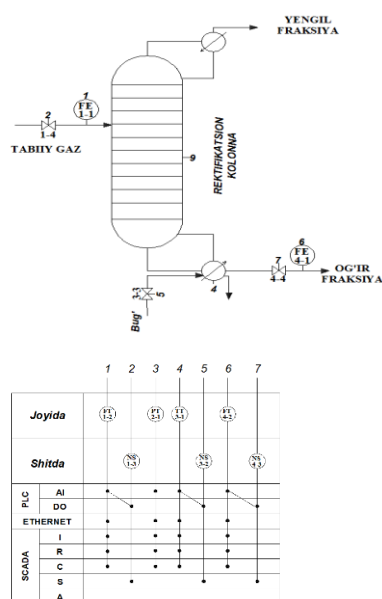 YENGIL
FRAKSIYA
1
FE
1-1
2
1-4
TABIIY GAZ
9
REKTIFIKATSION
KOLONNA
6
FE
4-1
7
4-4
OG'IR
FRAKSIYA
3-3
5
4
Bug'
1 2 3 4 5 6 7
Joyida
FT
1-2
PT
2-1
TT
3-1
FT
4-2
Shitda
NS
1-3
NS
3-2
NS
4-3
PLC
AI
DO
ETHERNET
SCADA
I
R
C
S
A